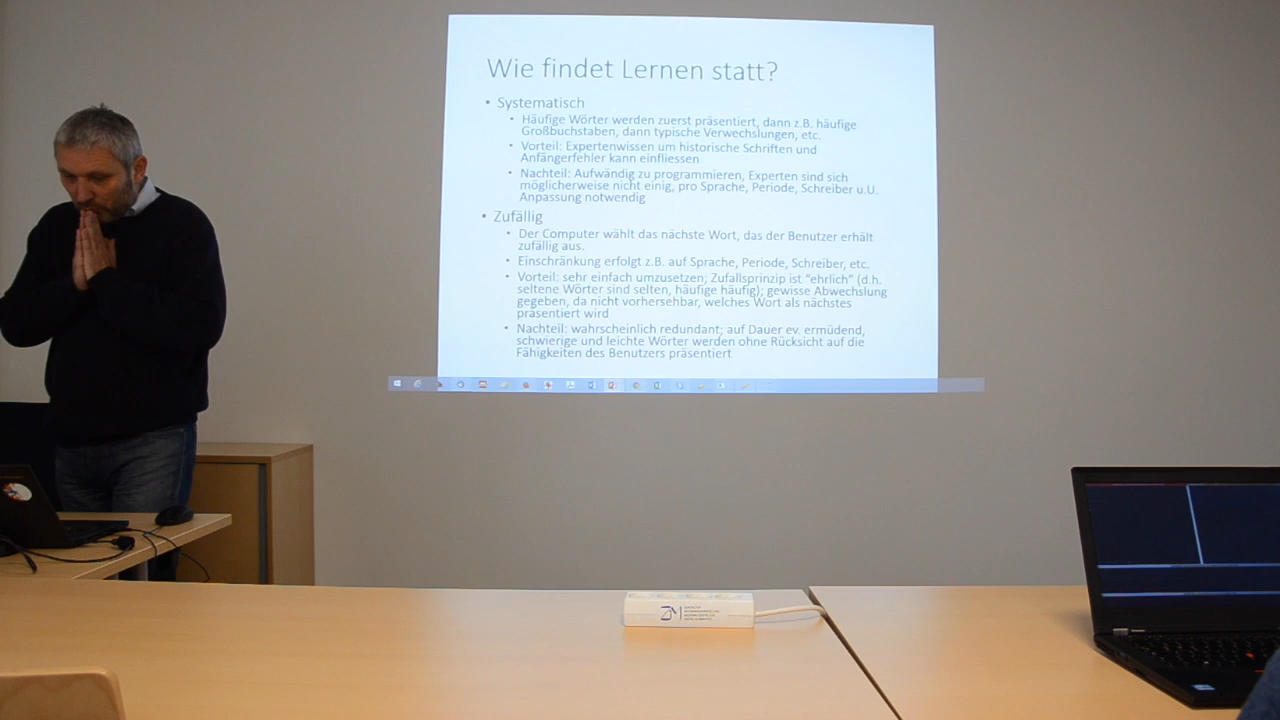 Wie findet Lernen statt?
• Systematisch
• Häufige Wörter werden zuerst präsentiert, dann z.B. häufige
Großbuchstaben, dann typische Verwechslungen, etc.
• Vorteil: Expertenwissen um historische Schriften und
Anfängerfehler kann einfliessen
• Nachteil: Aufwändig zu programmieren, Experten sind sich
möglicherweise nicht einig, pro Sprache, Periode, Schreiber u.U.
Anpassung notwendig
• Zufällig
• Der Computer wählt das nächste Wort, das der Benutzer erhält
zufällig aus.
• Einschränkung erfolgt z.B. auf Sprache, Periode, Schreiber, etc.
• Vorteil: sehr einfach umzusetzen; Zufallsprinzip ist “ehrlich” (d.h.
seltene Wörter sind selten, häufige häufig); gewisse Abwechslung
gegeben, da nicht vorhersehbar, welches Wort als nächstes
präsentiert wird
• Nachteil: wahrscheinlich redundant; auf Dauer ev. ermüdend,
schwierige und leichte Wörter werden ohne Rücksicht auf die
Fähigkeiten des Benutzers präsentiert